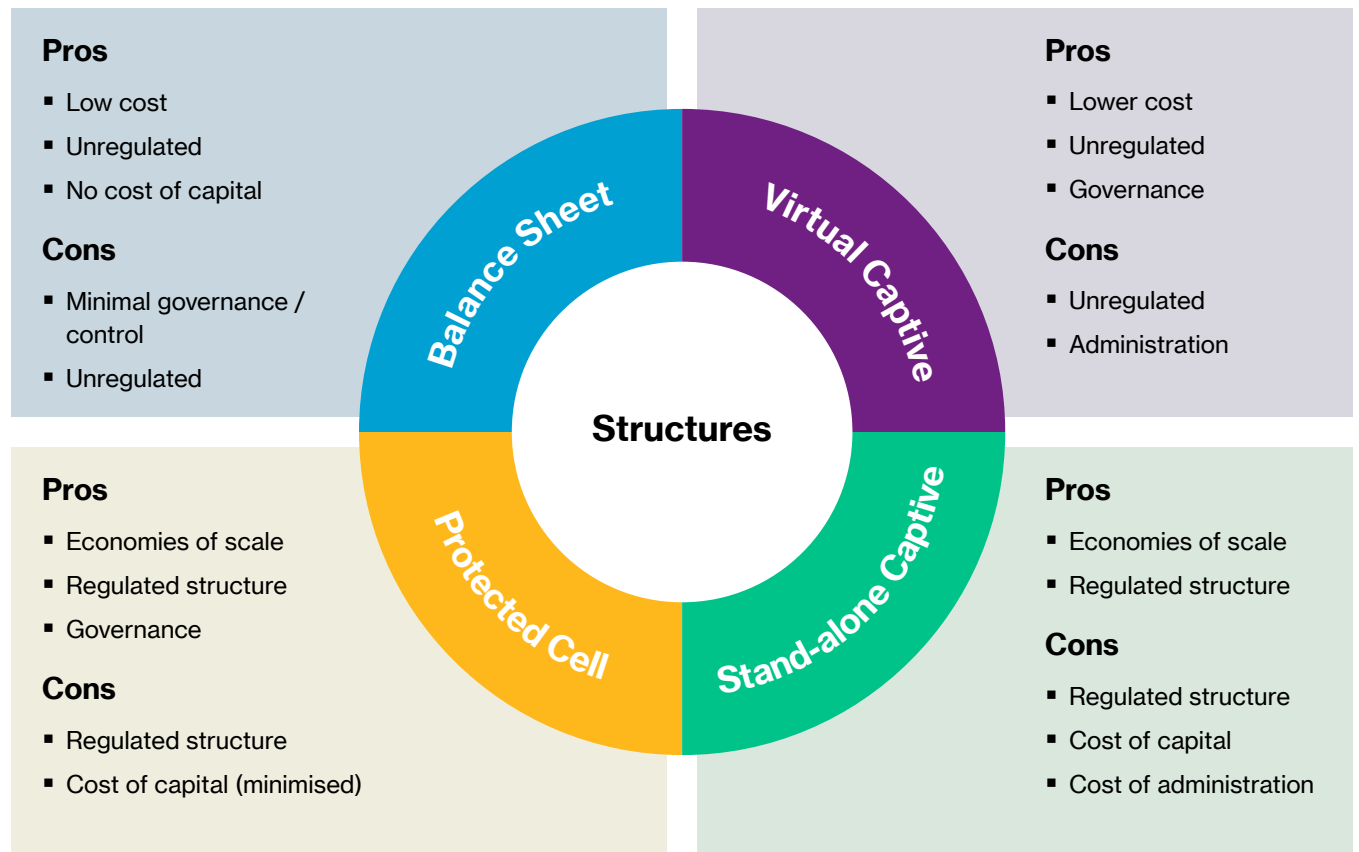 Pros
▪ Low cost
▪ Unregulated
▪ No cost of capital
Cons
▪ Minimal governance /
control
▪ Unregulated
Balance Sheet
Virtual Captive
Pros
▪ Lower cost
▪ Unregulated
▪ Governance
Cons
▪ Unregulated
▪ Administration
Structures
Pros
▪ Economies of scale
▪ Regulated structure
▪ Governance
Cons
▪ Regulated structure
▪ Cost of capital (minimised)
Protected Cell
Stand-alone Captive
Pros
▪ Economies of scale
▪ Regulated structure
Cons
▪ Regulated structure
▪ Cost of capital
▪ Cost of administration